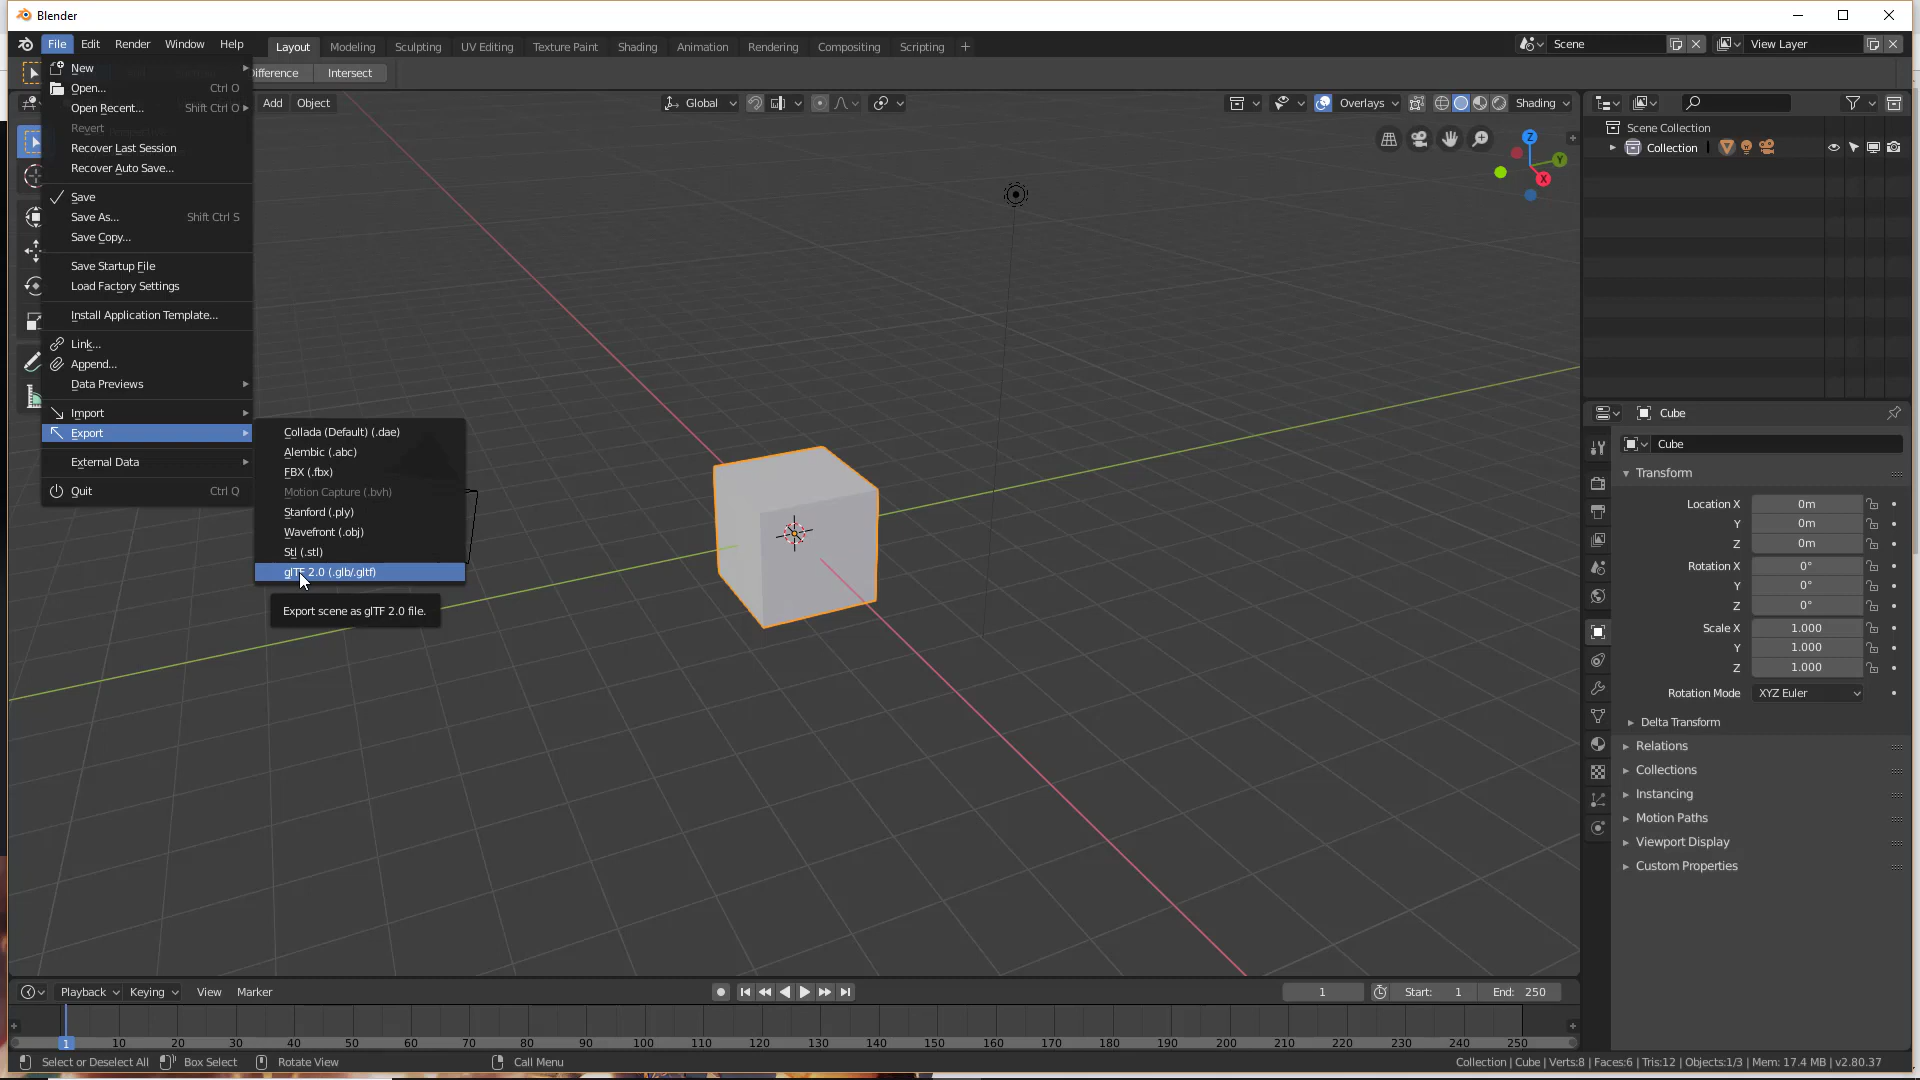 Blender
File Edit Render Window Help Layout Modeling Sculpting UV Editing Texture Paint Shading Animation Rendering Compositing Scripting + Scene View Layer
New
ifference Intersect
Open... Ctrl O
Open Recent... Shift Ctrl O
Revert
Recover Last Session
Recover Auto Save...
Save
Save As... Shift Ctrl S
Save Copy...
Save Startup File
Load Factory Settings
Install Application Template...
Link...
Append...
Data Previews
Import
Export
External Data
Quit Ctrl Q
Collada (Default) (.dae)
Alembic (.abc)
FBX (.fbx)
Motion Capture (.bvh)
Stanford (.ply)
Wavefront (.obj)
Stl (.stl)
glTF 2.0 (.glb/.gltf)
Export scene as glTF 2.0 file.
Add Object Global Overlays Shading
Z
Y
X
Scene Collection
Collection
Cube
Cube
Transform
Location X 0m
Y 0m
Z 0m
Rotation X 0°
Y 0°
Z 0°
Scale X 1.000
Y 1.000
Z 1.000
Rotation Mode XYZ Euler
Delta Transform
Relations
Collections
Instancing
Motion Paths
Viewport Display
Custom Properties
Playback Keying View Marker 1 Start: 1 End: 250
1 10 20 30 40 50 60 70 80 90 100 110 120 130 140 150 160 170 180 190 200 210 220 230 240 250
Select or Deselect All Box Select Rotate View Call Menu Collection | Cube | Verts:8 | Faces:6 | Tris:12 | Objects:1/3 | Mem: 17.4 MB | v2.80.37